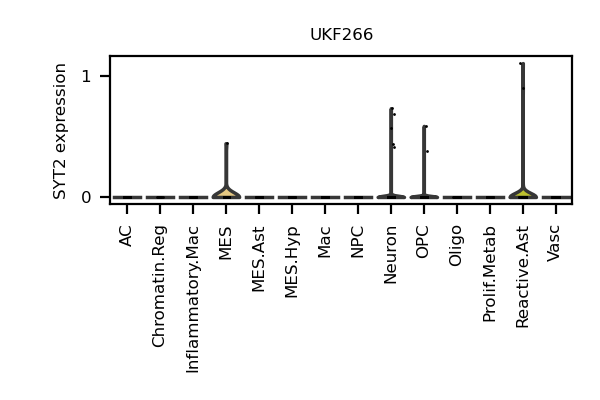 UKF266
SYT2 expression
1
0
AC
Chromatin.Reg
Inflammatory.Mac
MES
MES.Ast
MES.Hyp
Mac
NPC
Neuron
OPC
Oligo
Prolif.Metab
Reactive.Ast
Vasc